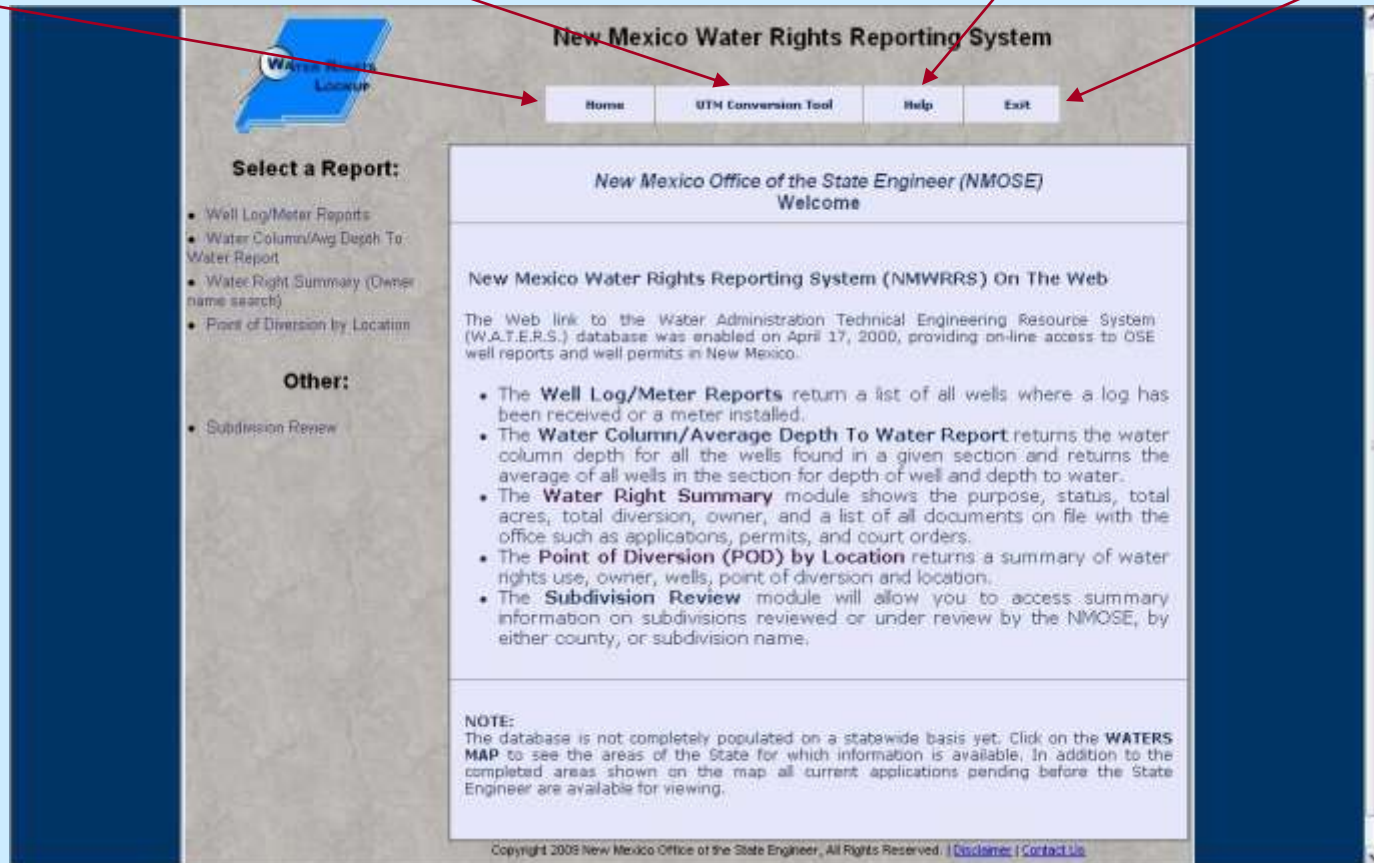 New Mexico Water Rights Reporting System
WATER RIGHTS
LOOKUP
Home
UTM Conversion Tool
Help
Exit
Select a Report:
• Well Log/Meter Reports
• Water Column/Avg Depth To
Water Report
• Water Right Summary (Owner
name search)
• Point of Diversion by Location
Other:
• Subdivision Review
New Mexico Office of the State Engineer (NMOSE)
Welcome
New Mexico Water Rights Reporting System (NMWRRS) On The Web
The Web link to the Water Administration Technical Engineering Resource System
(W.A.T.E.R.S.) database was enabled on April 17, 2000, providing on-line access to OSE
well reports and well permits in New Mexico.
• The Well Log/Meter Reports return a list of all wells where a log has
been received or a meter installed.
• The Water Column/Average Depth To Water Report returns the water
column depth for all the wells found in a given section and returns the
average of all wells in the section for depth of well and depth to water.
• The Water Right Summary module shows the purpose, status, total
acres, total diversion, owner, and a list of all documents on file with the
office such as applications, permits, and court orders.
• The Point of Diversion (POD) by Location returns a summary of water
rights use, owner, wells, point of diversion and location.
• The Subdivision Review module will allow you to access summary
information on subdivisions reviewed or under review by the NMOSE, by
either county, or subdivision name.
NOTE:
The database is not completely populated on a statewide basis yet. Click on the WATERS
MAP to see the areas of the State for which information is available. In addition to the
completed areas shown on the map all current applications pending before the State
Engineer are available for viewing.
Copyright 2009 New Mexico Office of the State Engineer, All Rights Reserved. | Disclaimer | Contact Us